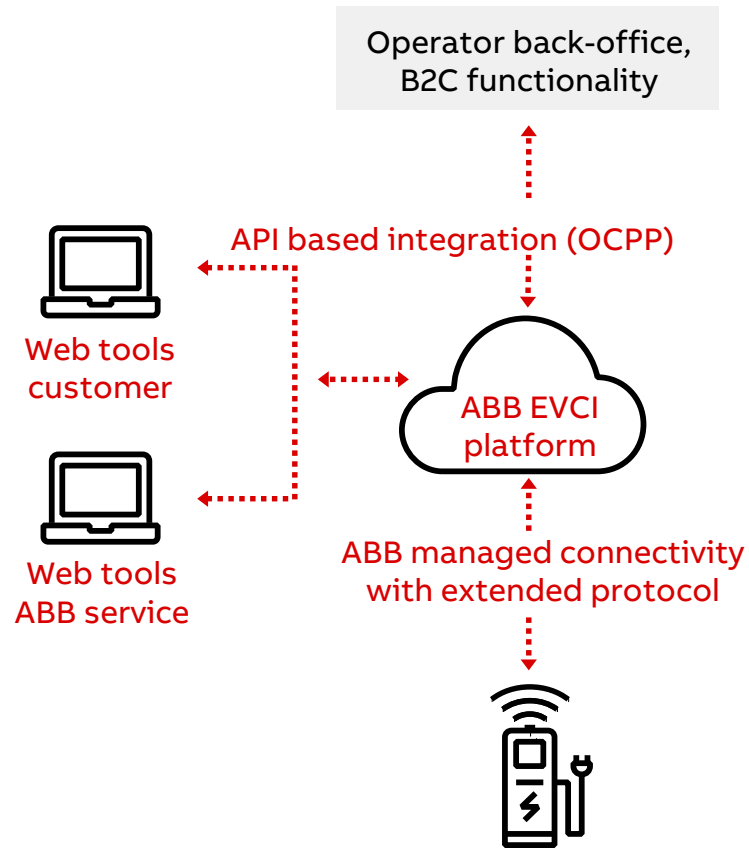 Operator back-office,
B2C functionality
API based integration (OCPP)
Web tools
customer
ABB EVCI
platform
Web tools
ABB service
ABB managed connectivity
with extended protocol